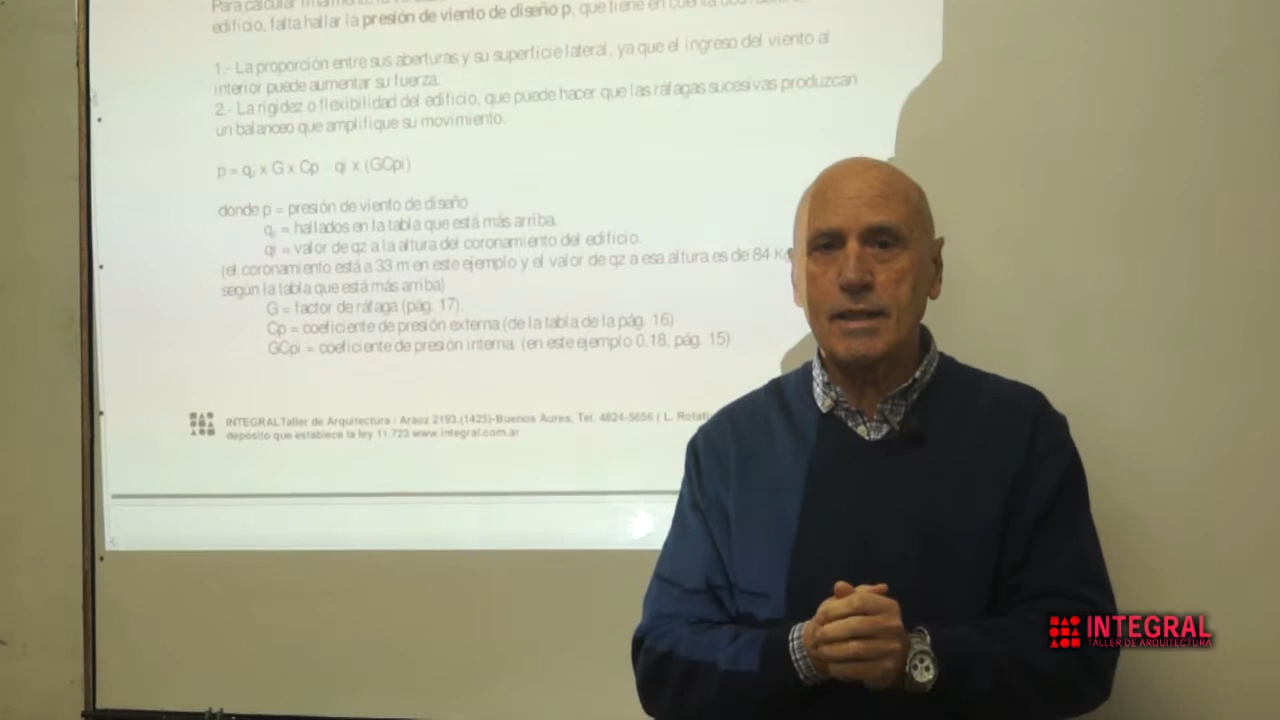 Para calcular finalmente la
edificio, falta hallar la presión de viento de diseño p, que tiene en cuenta dos
1.- La proporción entre sus aberturas y su superficie lateral, ya que el ingreso del viento al
interior puede aumentar su fuerza.
2.- La rigidez o flexibilidad del edificio, que puede hacer que las ráfagas sucesivas produzcan
un balanceo que amplifique su movimiento.
p = qz x G x Cp - qi x (GCpi)
donde p = presión de viento de diseño
qz = hallados en la tabla que está más arriba.
qi = valor de qz a la altura del coronamiento del edificio.
(el coronamiento está a 33 m en este ejemplo y el valor de qz a esa altura es de 84
según la tabla que está más arriba)
G = factor de ráfaga (pág. 17).
Cp = coeficiente de presión externa (de la tabla de la pág. 16)
GCpi = coeficiente de presión interna. (en este ejemplo 0,18, pág. 15)
INTEGRAL Taller de Arquitectura / Araoz 2193,(1425)-Buenos Aures, Tel. 4824-5656 ( L. Rotati
depósito que establece la ley 11.723 www.integral.com.ar
INTEGRAL
TALLER DE ARQUITECTURA